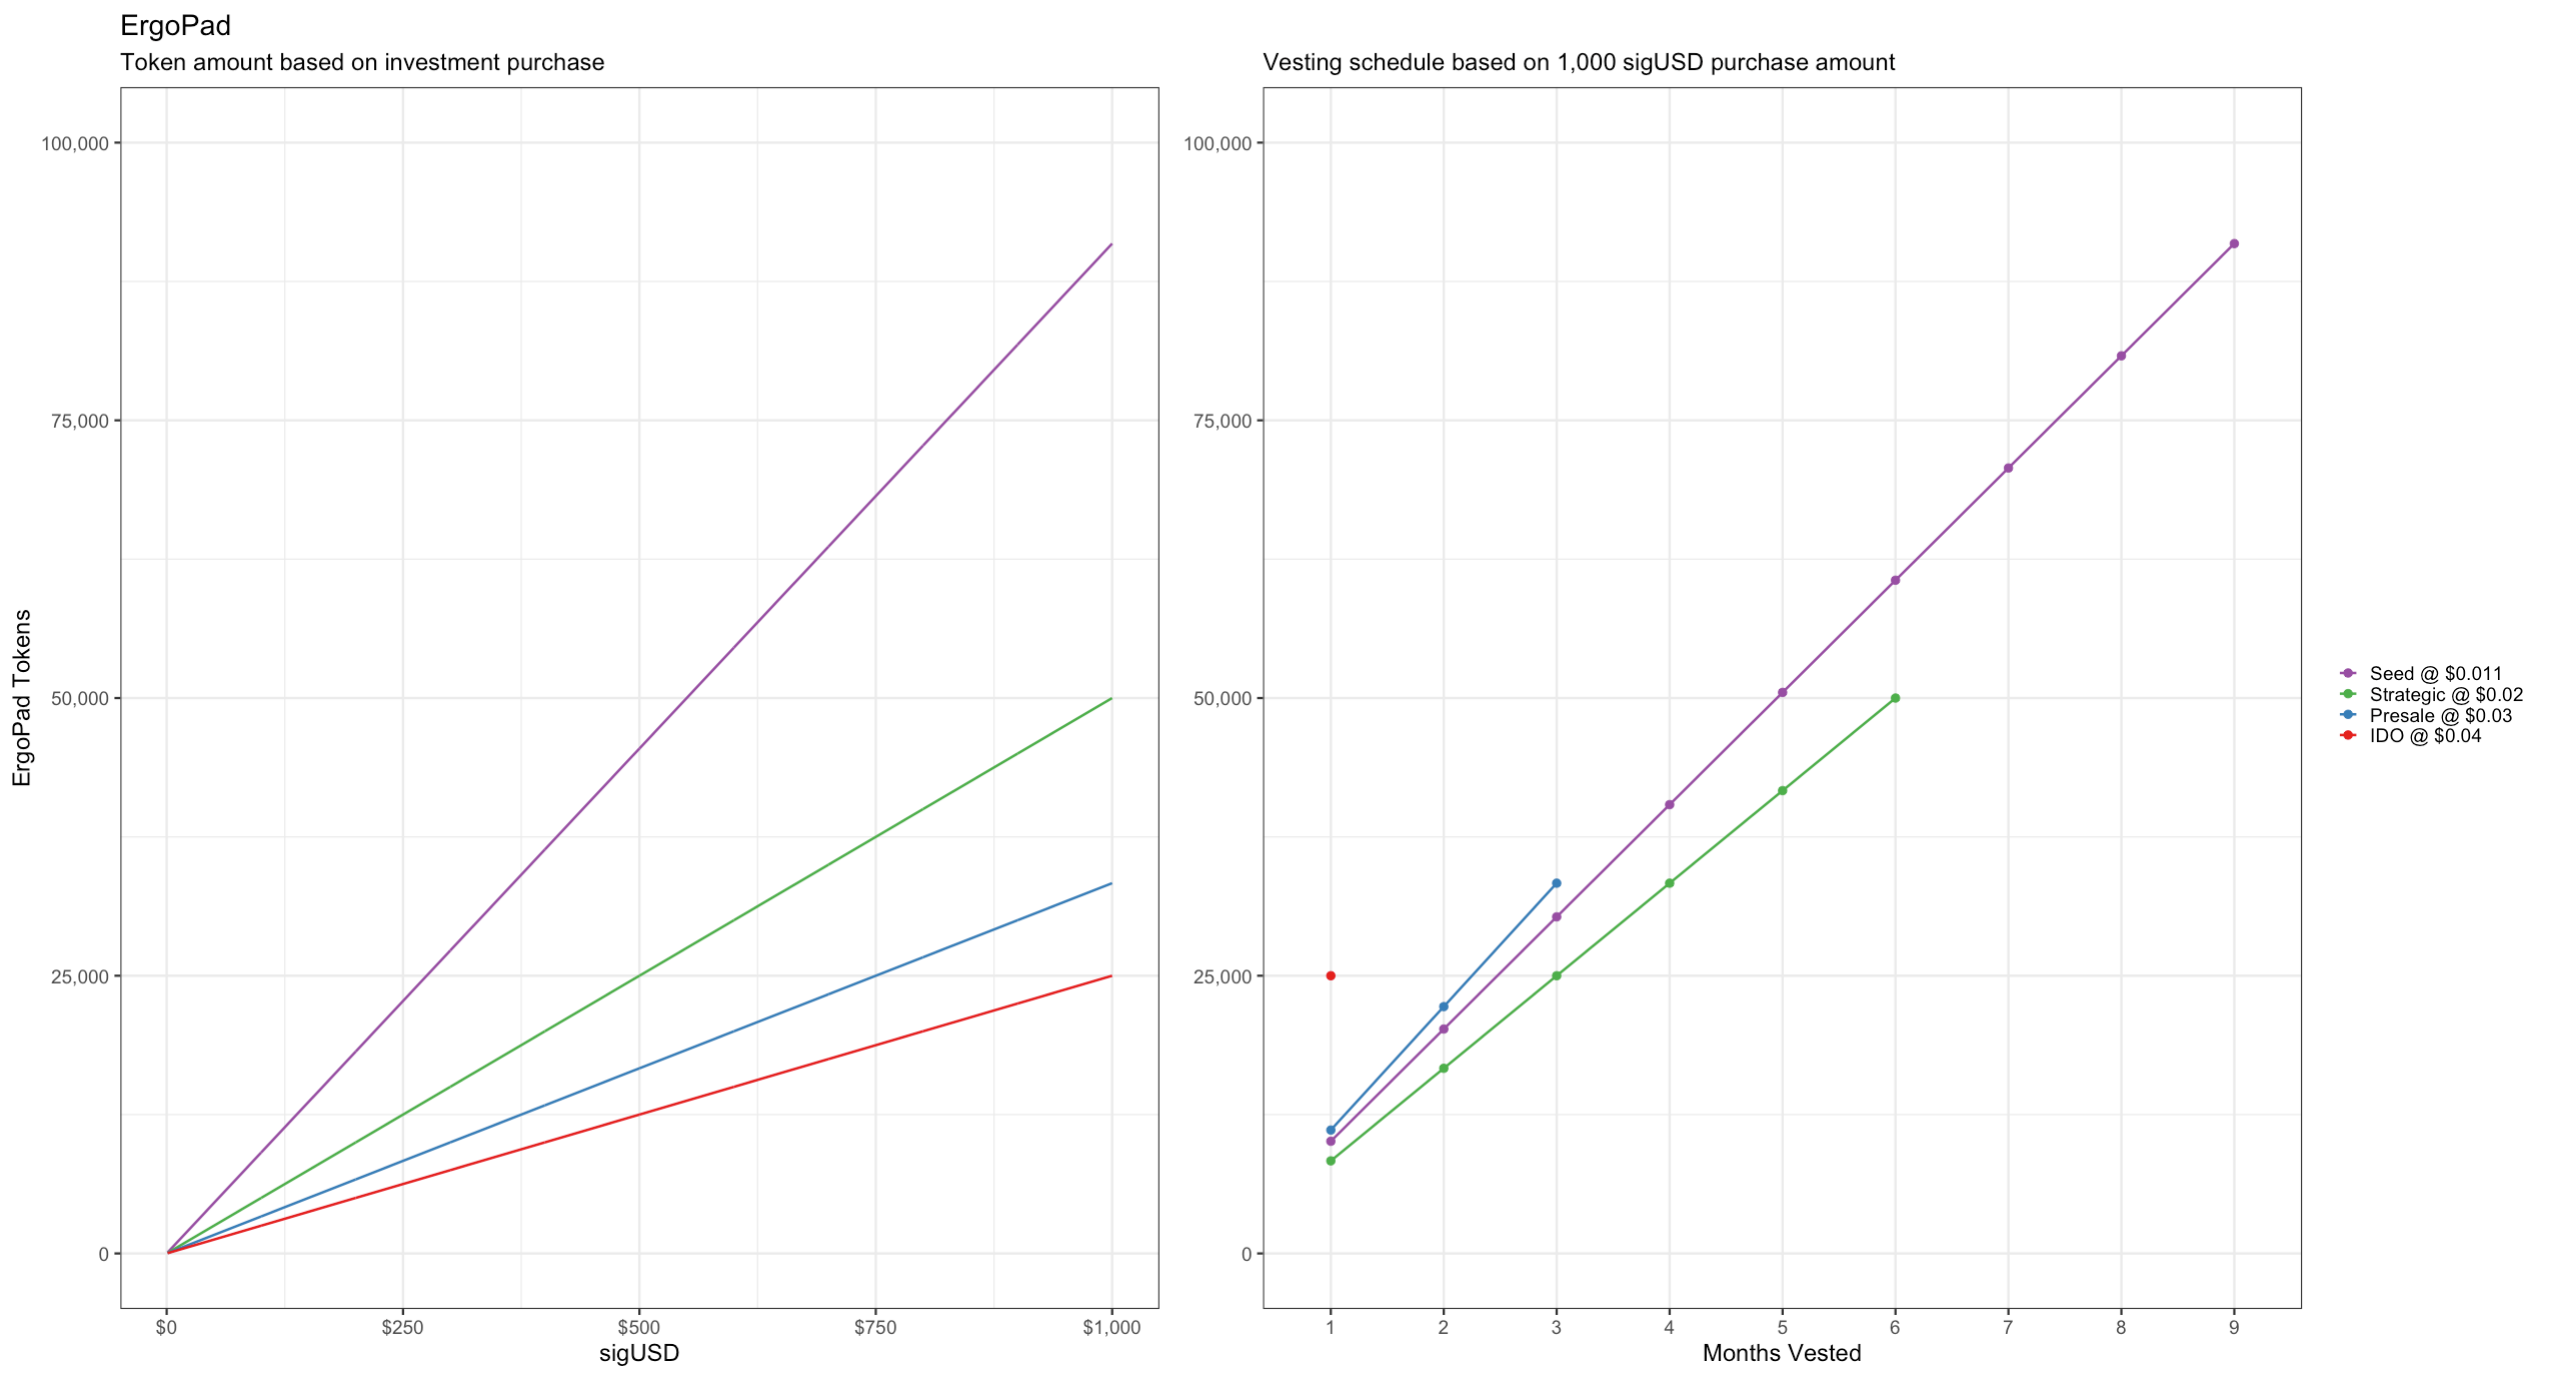 ErgoPad
Token amount based on investment purchase
100,000
75,000
50,000
25,000
0
ErgoPad Tokens
$0 $250 $500 $750 $1,000
sigUSD
Vesting schedule based on 1,000 sigUSD purchase amount
100,000
75,000
50,000
25,000
0
1 2 3 4 5 6 7 8 9
Months Vested
Seed @ $0.011
Strategic @ $0.02
Presale @ $0.03
IDO @ $0.04